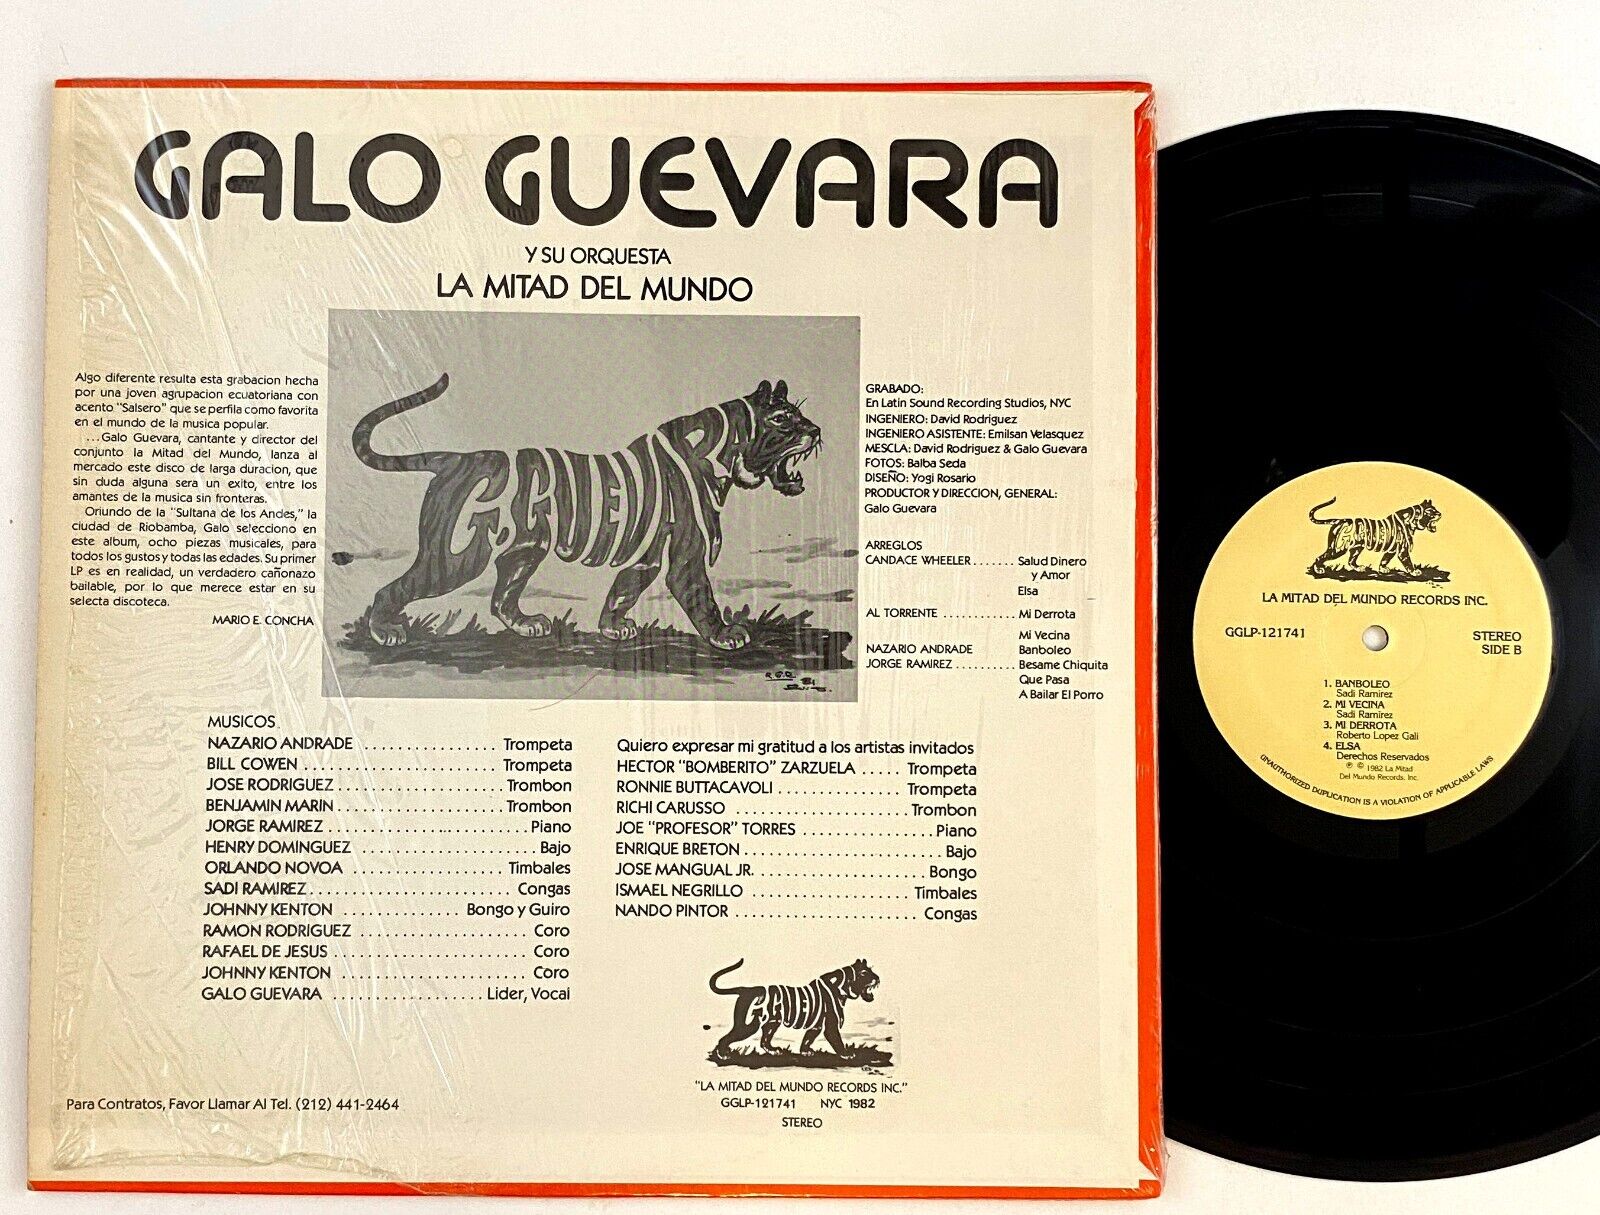 GALO GUEVARA
Y SU ORQUESTA
LA MITAD DEL MUNDO
Algo diferente resulta esta grabacion hecha
por una joven agrupacion ecuatoriana con
acento "Salsero" que se perfila como favorita
en el mundo de la musica popular.
...Galo Guevara, cantante y director del
conjunto la Mitad del Mundo, lanza al
mercado este disco de larga duracion, que
sin duda alguna sera un exito, entre los
amantes de la musica sin fronteras.
Oriundo de la "Sultana de los Andes," la
ciudad de Riobamba, Galo selecciono en
este album, ocho piezas musicales, para
todos los gustos y todas las edades. Su primer
LP es en realidad, un verdadero cañonazo
bailable, por lo que merece estar en su
selecta discoteca.
MARIO E. CONCHA
G. GUEVARA
GRABADO:
En Latin Sound Recording Studios, NYC
INGENIERO: David Rodriguez
INGENIERO ASISTENTE: Emilsan Velasquez
MESCLA: David Rodriguez & Galo Guevara
FOTOS: Balba Seda
DISEÑO: Yogi Rosario
PRODUCTOR Y DIRECCION, GENERAL:
Galo Guevara
ARREGLOS
CANDACE WHEELER ....... Salud Dinero
y Amor
Elsa
AL TORRENTE ............ Mi Derrota
Mi Vecina
NAZARIO ANDRADE Banboleo
JORGE RAMIREZ .......... Besame Chiquita
Que Pasa
A Bailar El Porro
MUSICOS
NAZARIO ANDRADE ................ Trompeta
BILL COWEN ..................... Trompeta
JOSE RODRIGUEZ ................. Trombon
BENJAMIN MARIN ................. Trombon
JORGE RAMIREZ ........................ Piano
HENRY DOMINGUEZ .................... Bajo
ORLANDO NOVOA ................... Timbales
SADI RAMIREZ ........................ Congas
JOHNNY KENTON .............. Bongo y Guiro
RAMON RODRIGUEZ .................... Coro
RAFAEL DE JESUS ....................... Coro
JOHNNY KENTON ...................... Coro
GALO GUEVARA .................. Lider, Vocal
Quiero expresar mi gratitud a los artistas invitados
HECTOR "BOMBERITO" ZARZUELA ..... Trompeta
RONNIE BUTTACAVOLI ............... Trompeta
RICHI CARUSSO ..................... Trombon
JOE "PROFESOR" TORRES ................ Piano
ENRIQUE BRETON ........................ Bajo
JOSE MANGUAL JR. ..................... Bongo
ISMAEL NEGRILLO ................... Timbales
NANDO PINTOR ...................... Congas
G. GUEVARA
"LA MITAD DEL MUNDO RECORDS INC."
GGLP-121741 NYC 1982
STEREO
Para Contratos, Favor Llamar Al Tel. (212) 441-2464
G. GUEVARA
LA MITAD DEL MUNDO RECORDS INC.
GGLP-121741
STEREO
SIDE B
1. BANBOLEO
Sadi Ramirez
2. MI VECINA
Sadi Ramirez
3. MI DERROTA
Roberto Lopez Gali
4. ELSA
Derechos Reservados
℗ © 1982 La Mitad
Del Mundo Records, Inc.
UNAUTHORIZED DUPLICATION IS A VIOLATION OF APPLICABLE LAWS